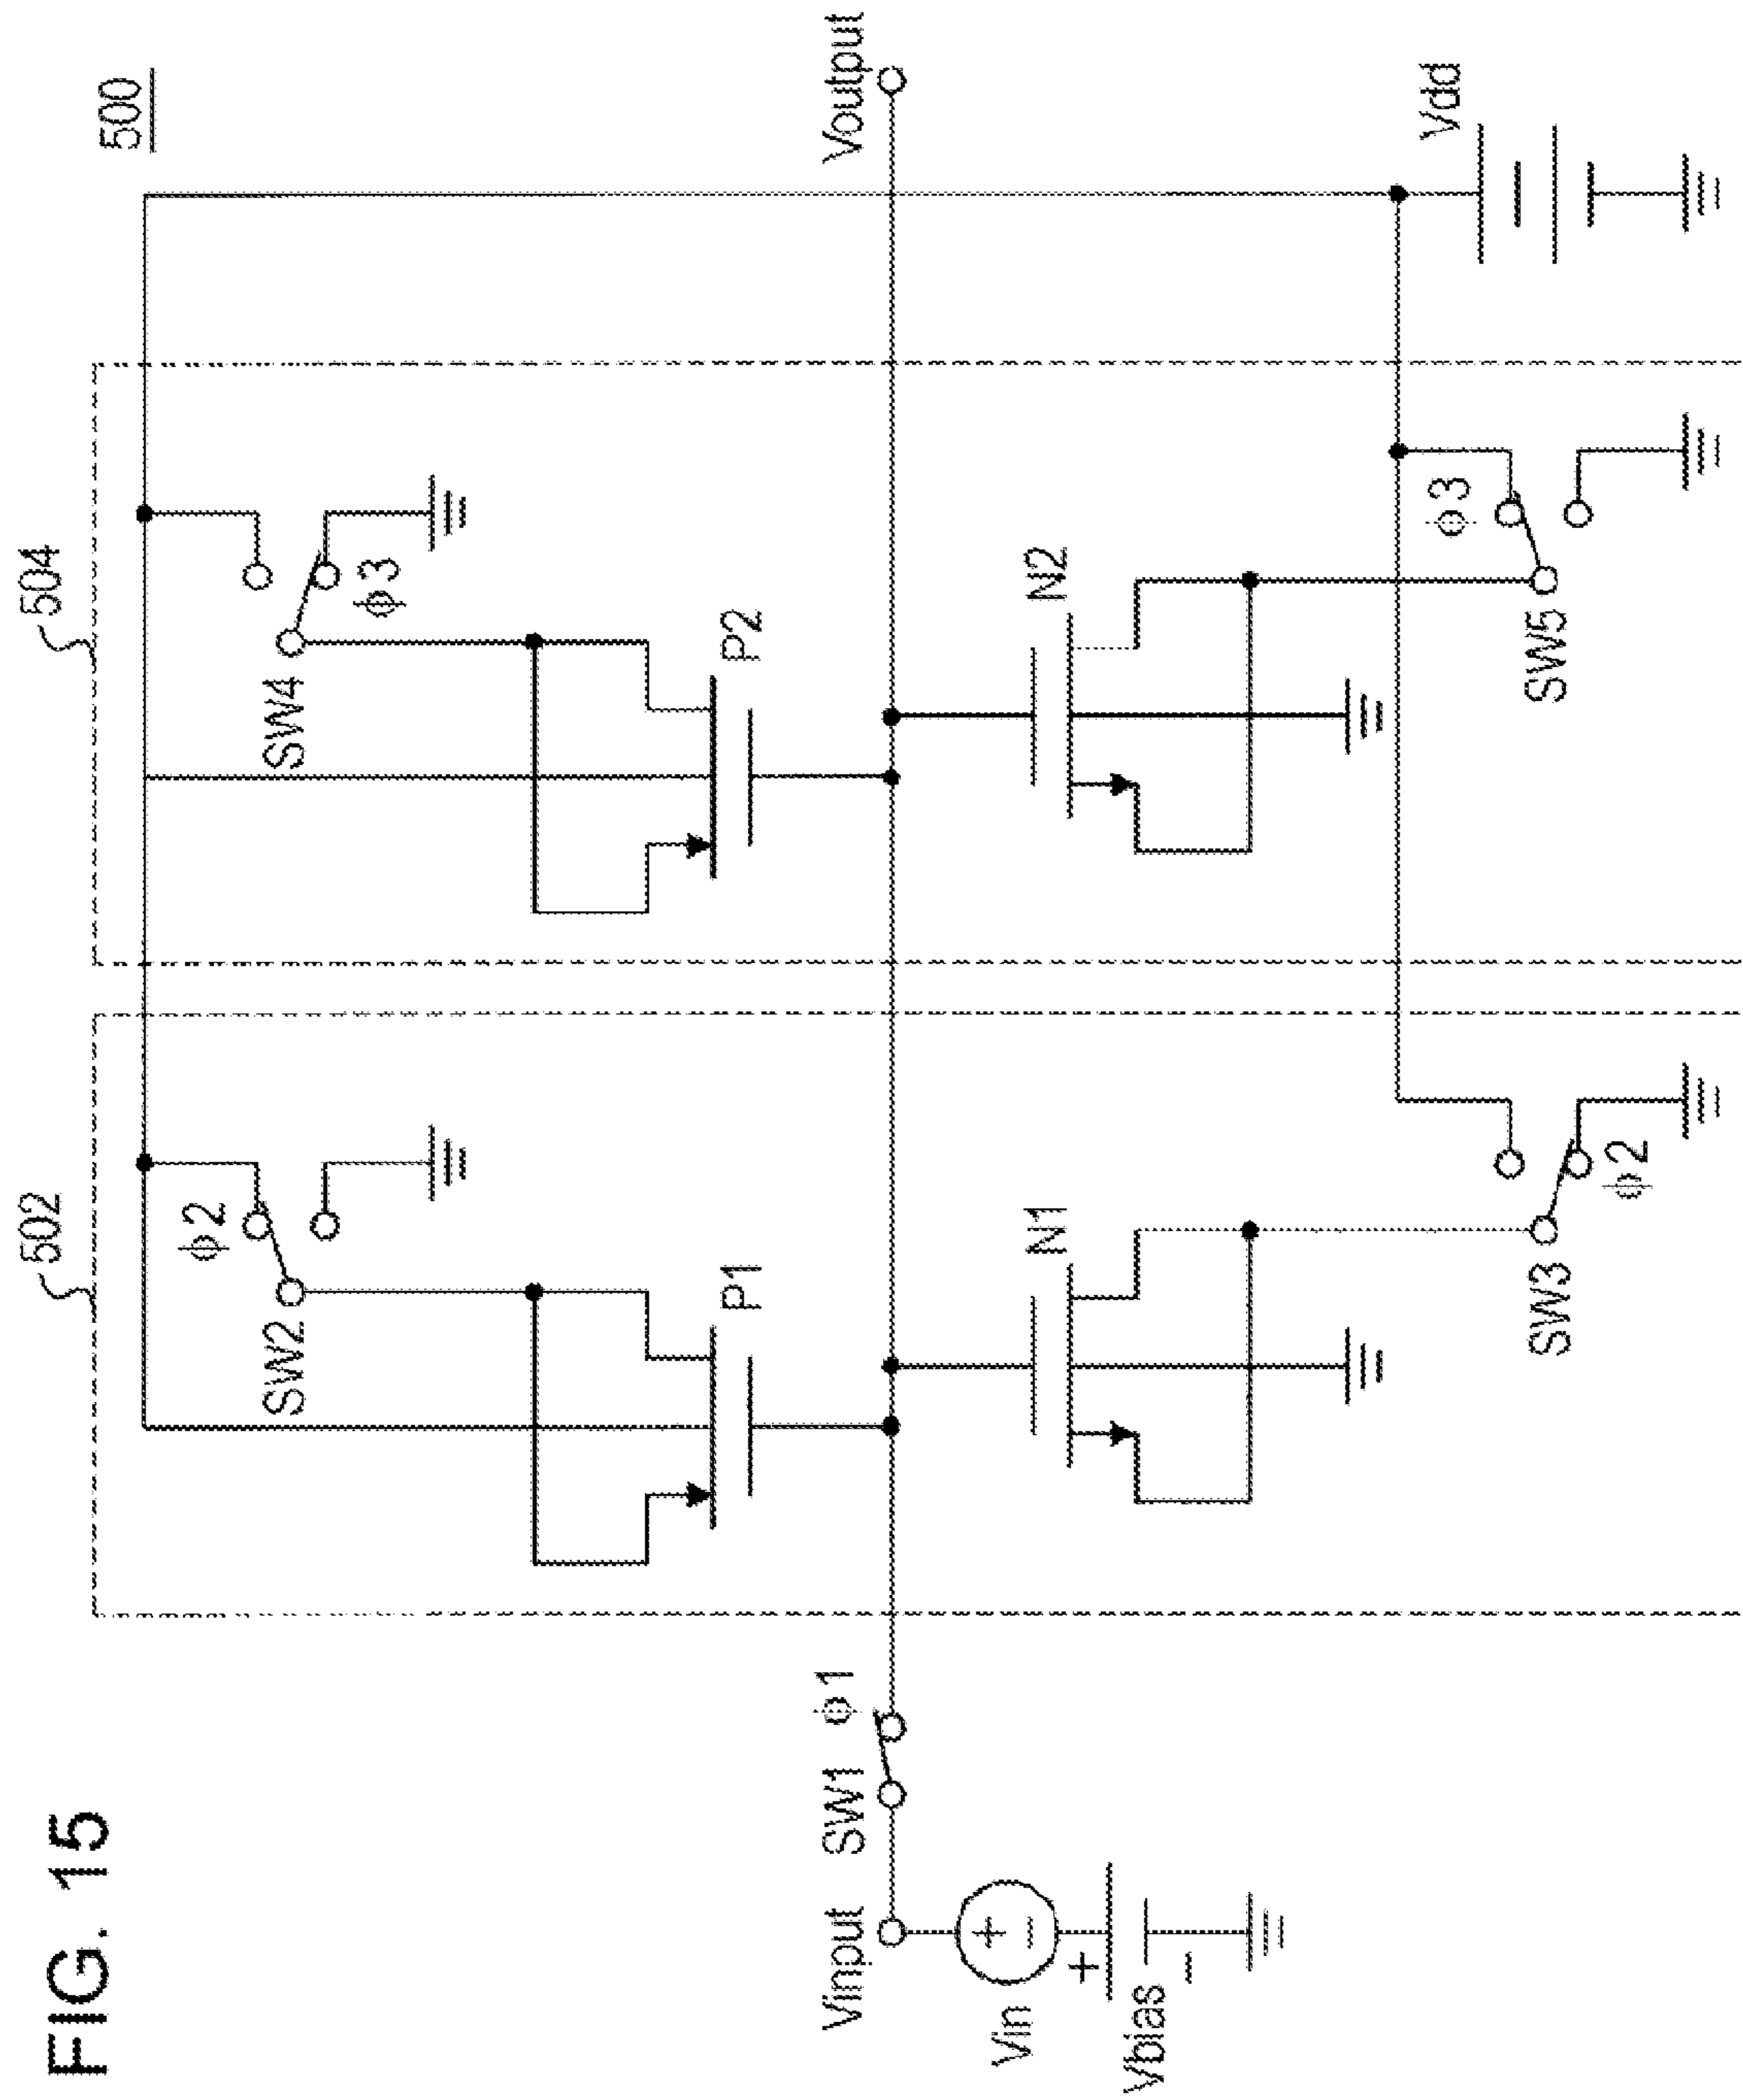 FIG. 15
500
502
504
SW2
ϕ2
SW4
ϕ3
P1
P2
Vinput
SW1
ϕ1
Voutput
Vin
+
−
Vbias
+
−
N1
N2
SW3
ϕ2
SW5
ϕ3
Vdd